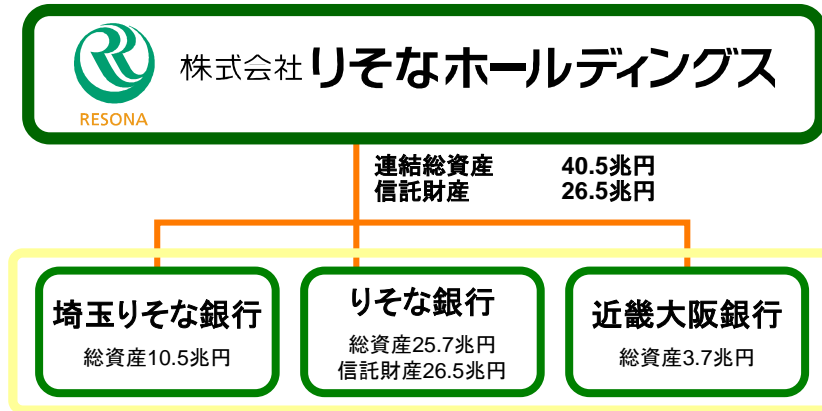 株式会社りそなホールディングス
RESONA
連結総資産 40.5兆円
信託財産 26.5兆円
埼玉りそな銀行
総資産10.5兆円
りそな銀行
総資産25.7兆円
信託財産26.5兆円
近畿大阪銀行
総資産3.7兆円